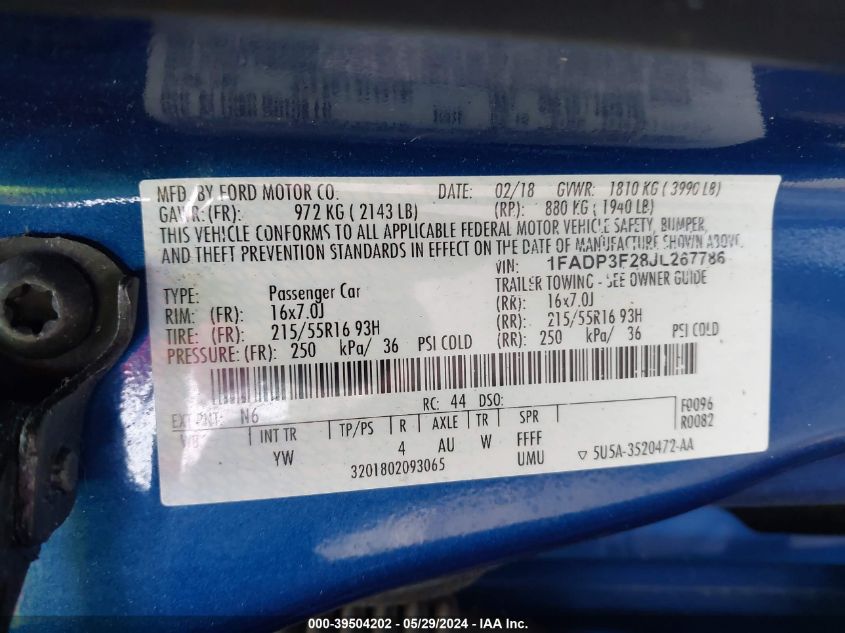 MFD. BY FORD MOTOR CO. DATE: 02/18 GVWR: 1810 KG ( 3990 LB)
GAWR: (FR): 972 KG ( 2143 LB) (RR): 880 KG ( 1940 LB)
THIS VEHICLE CONFORMS TO ALL APPLICABLE FEDERAL MOTOR VEHICLE SAFETY, BUMPER,
AND THEFT PREVENTION STANDARDS IN EFFECT ON THE DATE OF MANUFACTURE SHOWN ABOVE.
VIN: 1FADP3F28JL267786
TYPE: Passenger Car TRAILER TOWING - SEE OWNER GUIDE
RIM: (FR): 16x7.0J (RR): 16x7.0J
TIRE: (FR): 215/55R16 93H (RR): 215/55R16 93H
PRESSURE: (FR): 250 kPa/ 36 PSI COLD (RR): 250 kPa/ 36 PSI COLD
RC: 44 DSO: F0096
EXT PNT: N6 R0082
INT TR TP/PS R AXLE TR SPR
YW 4 AU W FFFF
UMU
3201802093065
▽ 5U5A-3520472-AA
000-39504202 - 05/29/2024 - IAA Inc.